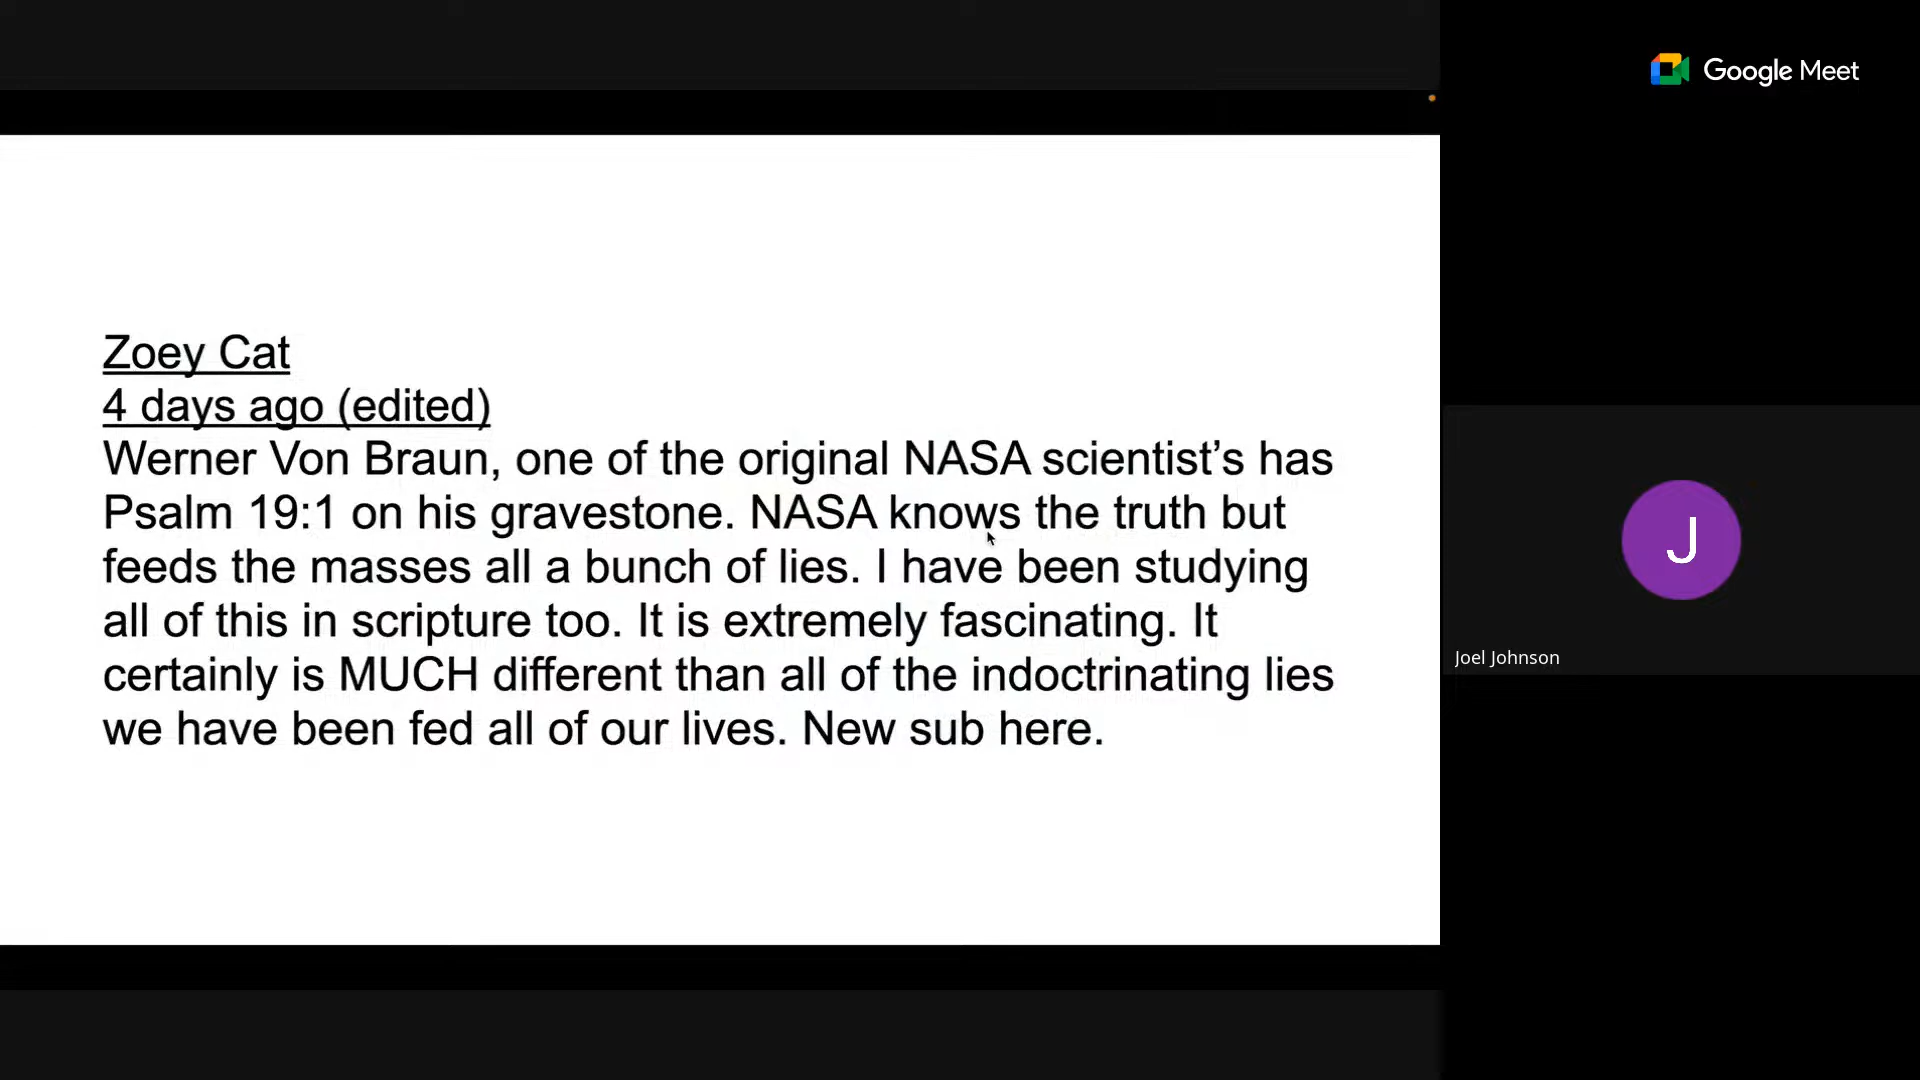 Google Meet
Zoey Cat
4 days ago (edited)
Werner Von Braun, one of the original NASA scientist’s has
Psalm 19:1 on his gravestone. NASA knows the truth but
feeds the masses all a bunch of lies. I have been studying
all of this in scripture too. It is extremely fascinating. It
certainly is MUCH different than all of the indoctrinating lies
we have been fed all of our lives. New sub here.
J
Joel Johnson